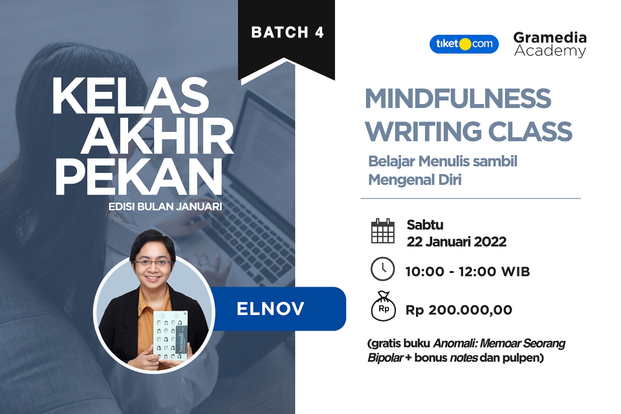 BATCH 4
tiket.com
Gramedia
Academy
KELAS
AKHIR
PEKAN
EDISI BULAN JANUARI
ELNOV
MINDFULNESS
WRITING CLASS
Belajar Menulis sambil
Mengenal Diri
Sabtu
22 Januari 2022
10:00 - 12:00 WIB
Rp
Rp 200.000,00
(gratis buku Anomali: Memoar Seorang
Bipolar + bonus notes dan pulpen)